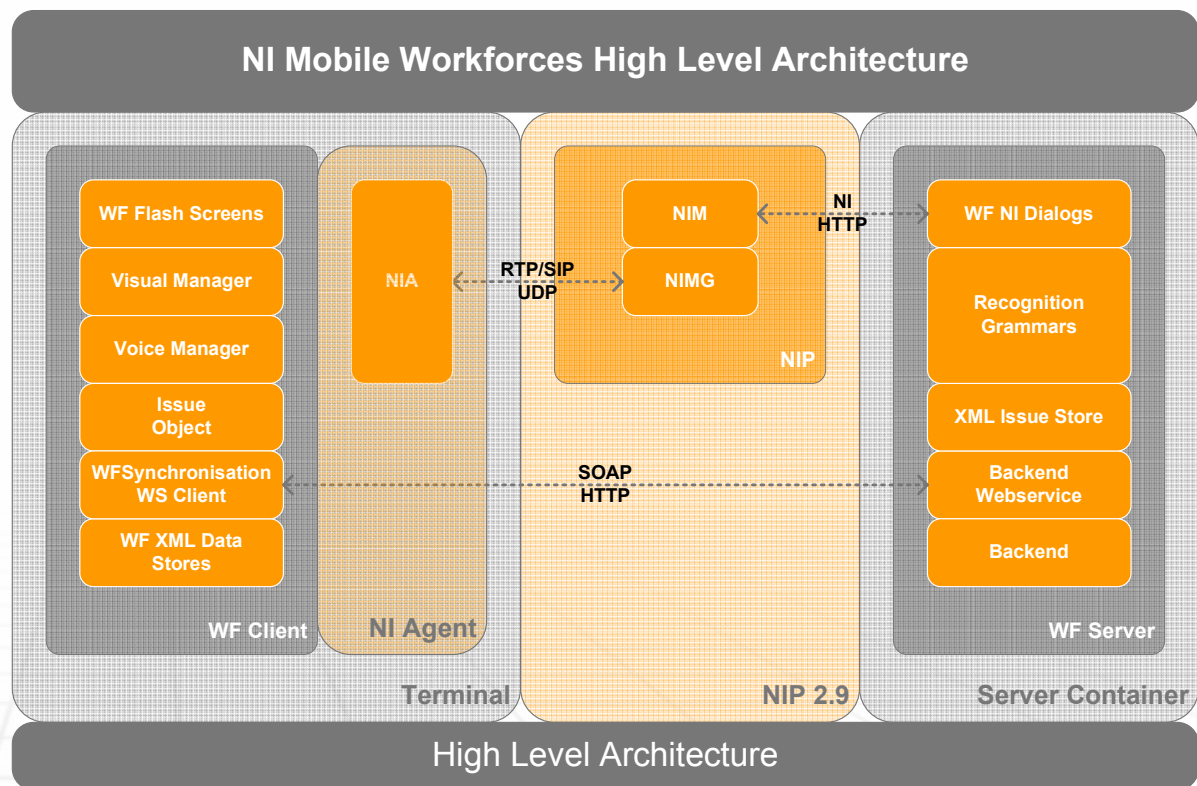 NI Mobile Workforces High Level Architecture
WF Flash Screens
Visual Manager
Voice Manager
Issue
Object
WFSynchronisation
WS Client
WF XML Data
Stores
WF Client
NIA
NI Agent
Terminal
RTP/SIP
UDP
NIM
NIMG
NIP
NI
HTTP
SOAP
HTTP
NIP 2.9
WF NI Dialogs
Recognition
Grammars
XML Issue Store
Backend
Webservice
Backend
WF Server
Server Container
High Level Architecture